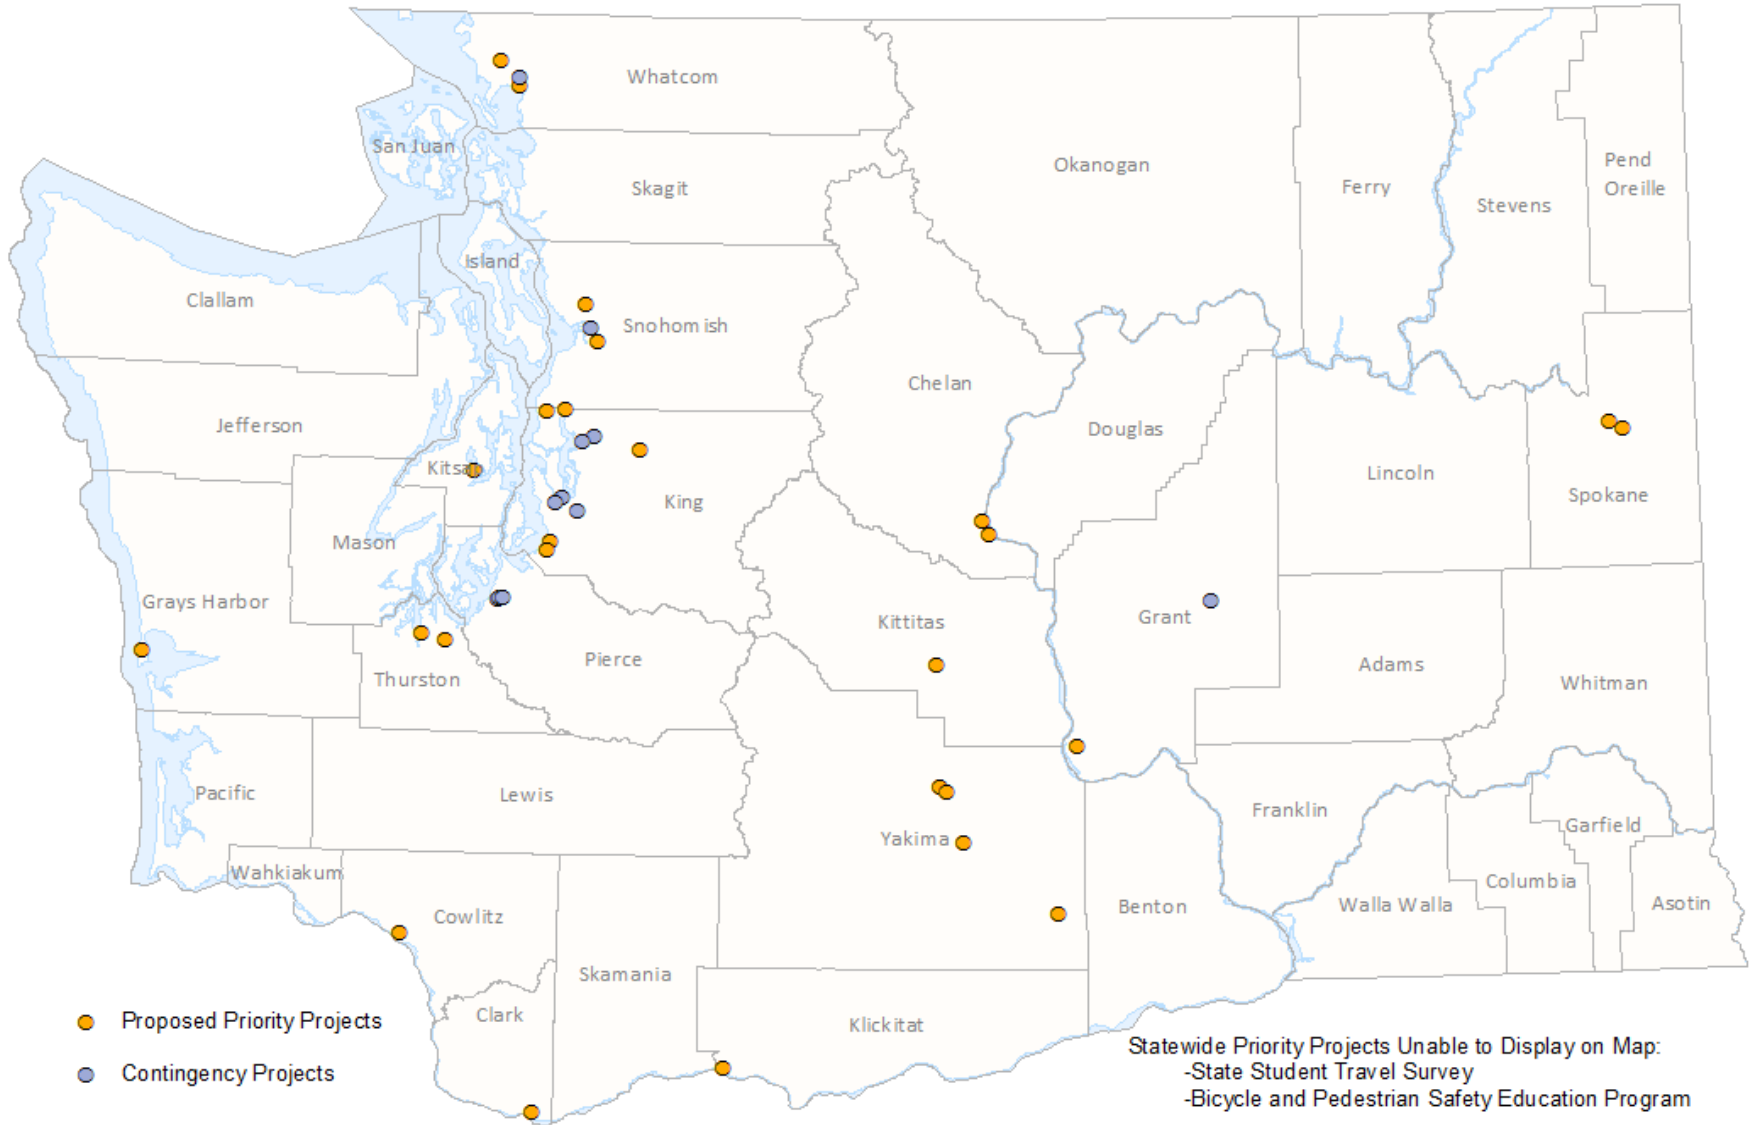 Whatcom
San Juan
Skagit
Okanogan
Ferry
Stevens
Pend
Oreille
Island
Clallam
Snohomish
Chelan
Jefferson
Douglas
Kitsap
Lincoln
Spokane
King
Mason
Grays Harbor
Kittitas
Grant
Pierce
Thurston
Adams
Whitman
Pacific
Lewis
Yakima
Franklin
Garfield
Wahkiakum
Cowlitz
Benton
Walla Walla
Columbia
Asotin
Skamania
Clark
Klickitat
Proposed Priority Projects
Contingency Projects
Statewide Priority Projects Unable to Display on Map:
-State Student Travel Survey
-Bicycle and Pedestrian Safety Education Program